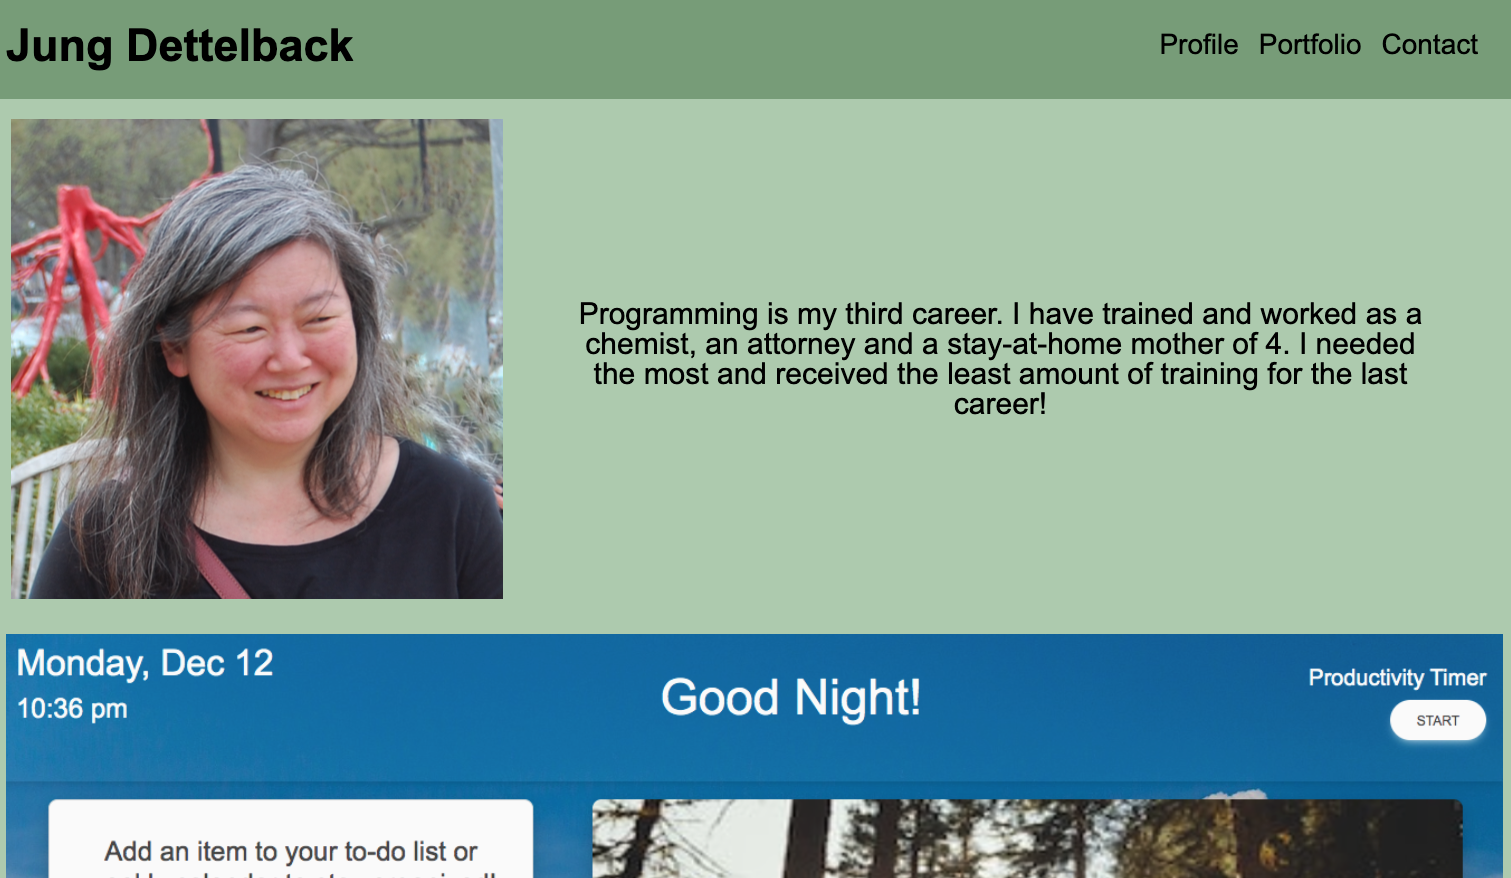 Jung Dettelback
Profile Portfolio Contact
Programming is my third career. I have trained and worked as a
chemist, an attorney and a stay-at-home mother of 4. I needed
the most and received the least amount of training for the last
career!
Monday, Dec 12
10:36 pm
Good Night!
Productivity Timer
START
Add an item to your to-do list or